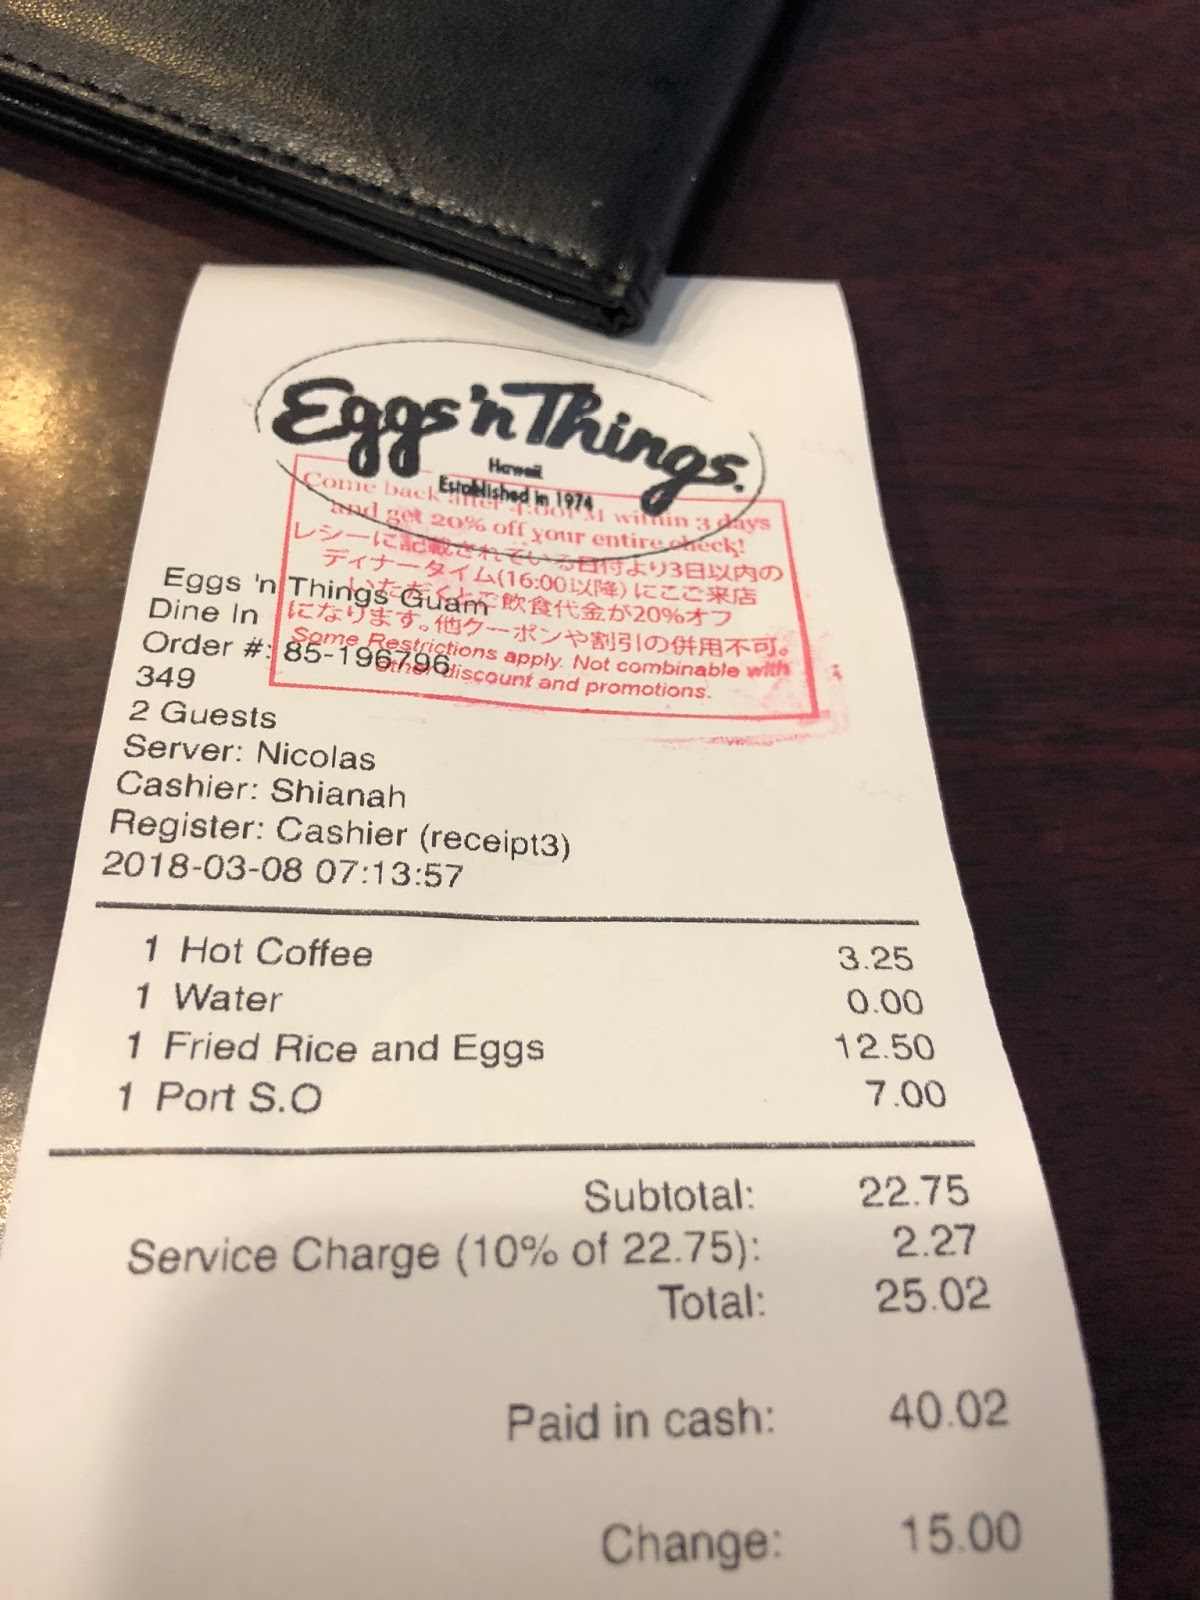 Eggs 'n Things.
Hawaii
Established in 1974
Come back after 4:00PM within 3 days
and get 20% off your entire check!
レシーに記載されている日付より3日以内の
ディナータイム(16:00以降)にご来店
いただくとご飲食代金が20%オフ
になります。他クーポンや割引の併用不可。
Some Restrictions apply. Not combinable with
other discount and promotions.
Eggs 'n Things Guam
Dine In
Order #: 85-196796
349
2 Guests
Server: Nicolas
Cashier: Shianah
Register: Cashier (receipt3)
2018-03-08 07:13:57
1 Hot Coffee 3.25
1 Water 0.00
1 Fried Rice and Eggs 12.50
1 Port S.O 7.00
Subtotal: 22.75
Service Charge (10% of 22.75): 2.27
Total: 25.02
Paid in cash: 40.02
Change: 15.00